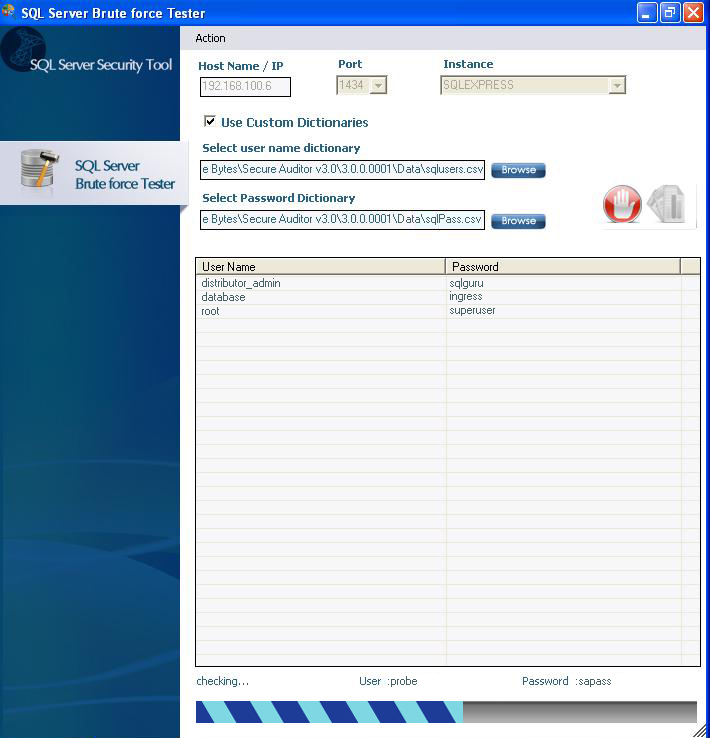 SQL Server Brute force Tester
SQL Server Security Tool
SQL Server
Brute force Tester
Action
Host Name / IP
Port
Instance
192.168.100.6
1434
SQLEXPRESS
Use Custom Dictionaries
Select user name dictionary
e Bytes\Secure Auditor v3.0\3.0.0.0001\Data\sqlusers.csv
Browse
Select Password Dictionary
e Bytes\Secure Auditor v3.0\3.0.0.0001\Data\sqlPass.csv
Browse
User Name Password
distributor_admin sqlguru
database ingress
root superuser
checking... User :probe Password :sapass